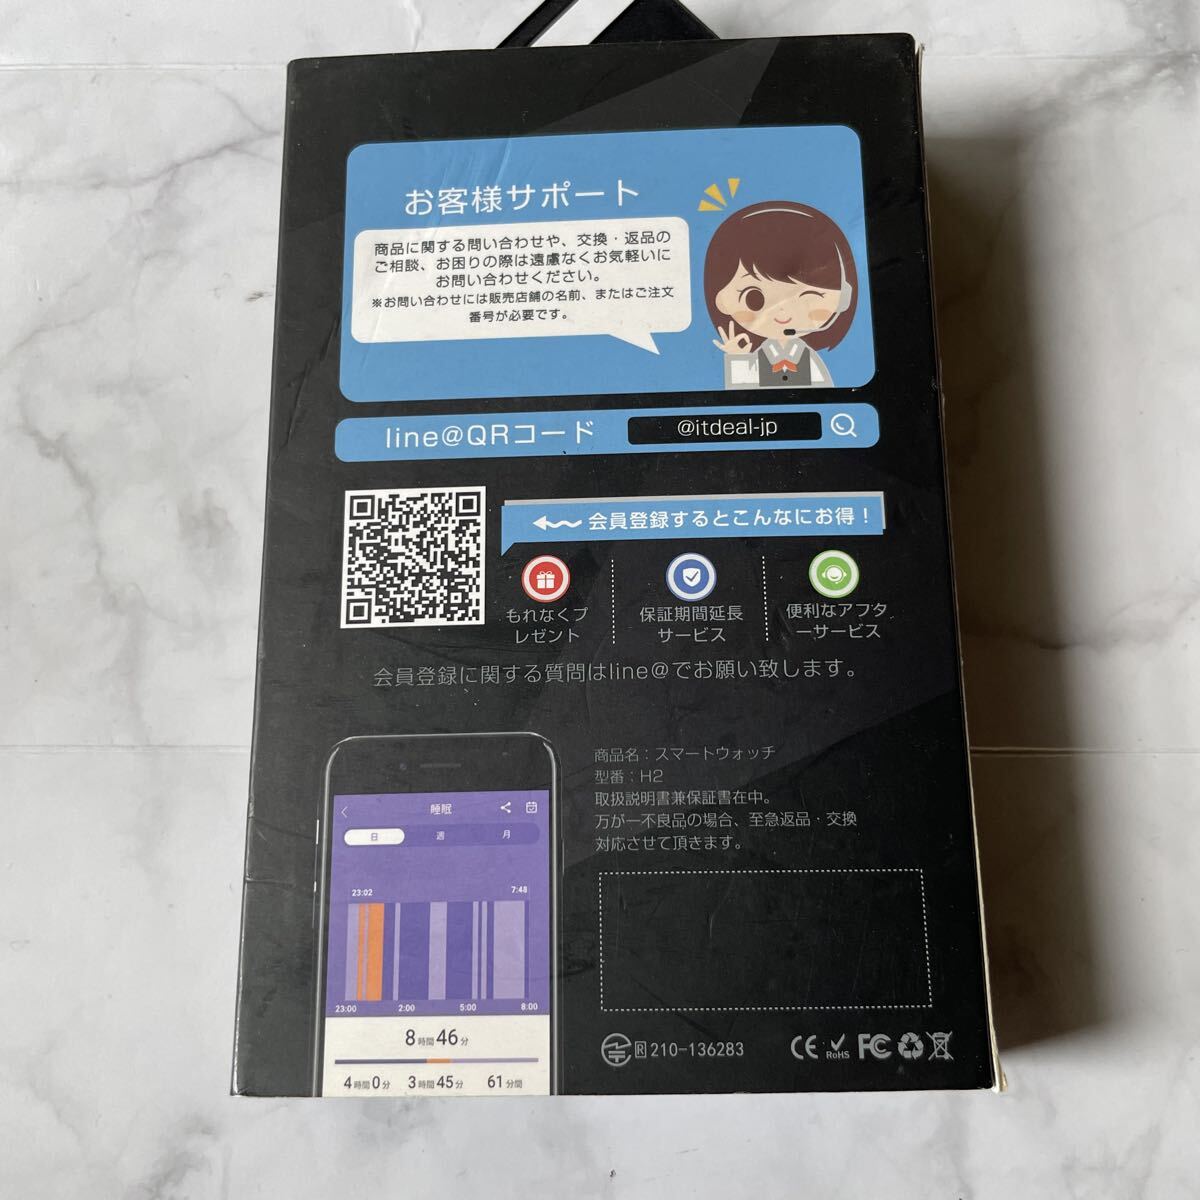 お客様サポート
商品に関する問い合わせや、交換・返品の
ご相談、お困りの際は遠慮なくお気軽に
お問い合わせください。
※お問い合わせには販売店舗の名前、またはご注文
番号が必要です。
line@QRコード
@itdeal-jp
会員登録するとこんなにお得！
もれなくプ
レゼント
保証期間延長
サービス
便利なアフタ
ーサービス
会員登録に関する質問はline@でお願い致します。
商品名：スマートウォッチ
型番：H2
取扱説明書兼保証書在中。
万が一不良品の場合、至急返品・交換
対応させて頂きます。
睡眠
日 週 月
23:02 7:48
23:00 2:00 5:00 8:00
8時間46分
4時間0分 3時間45分 61分間
R 210-136283
CE RoHS FC